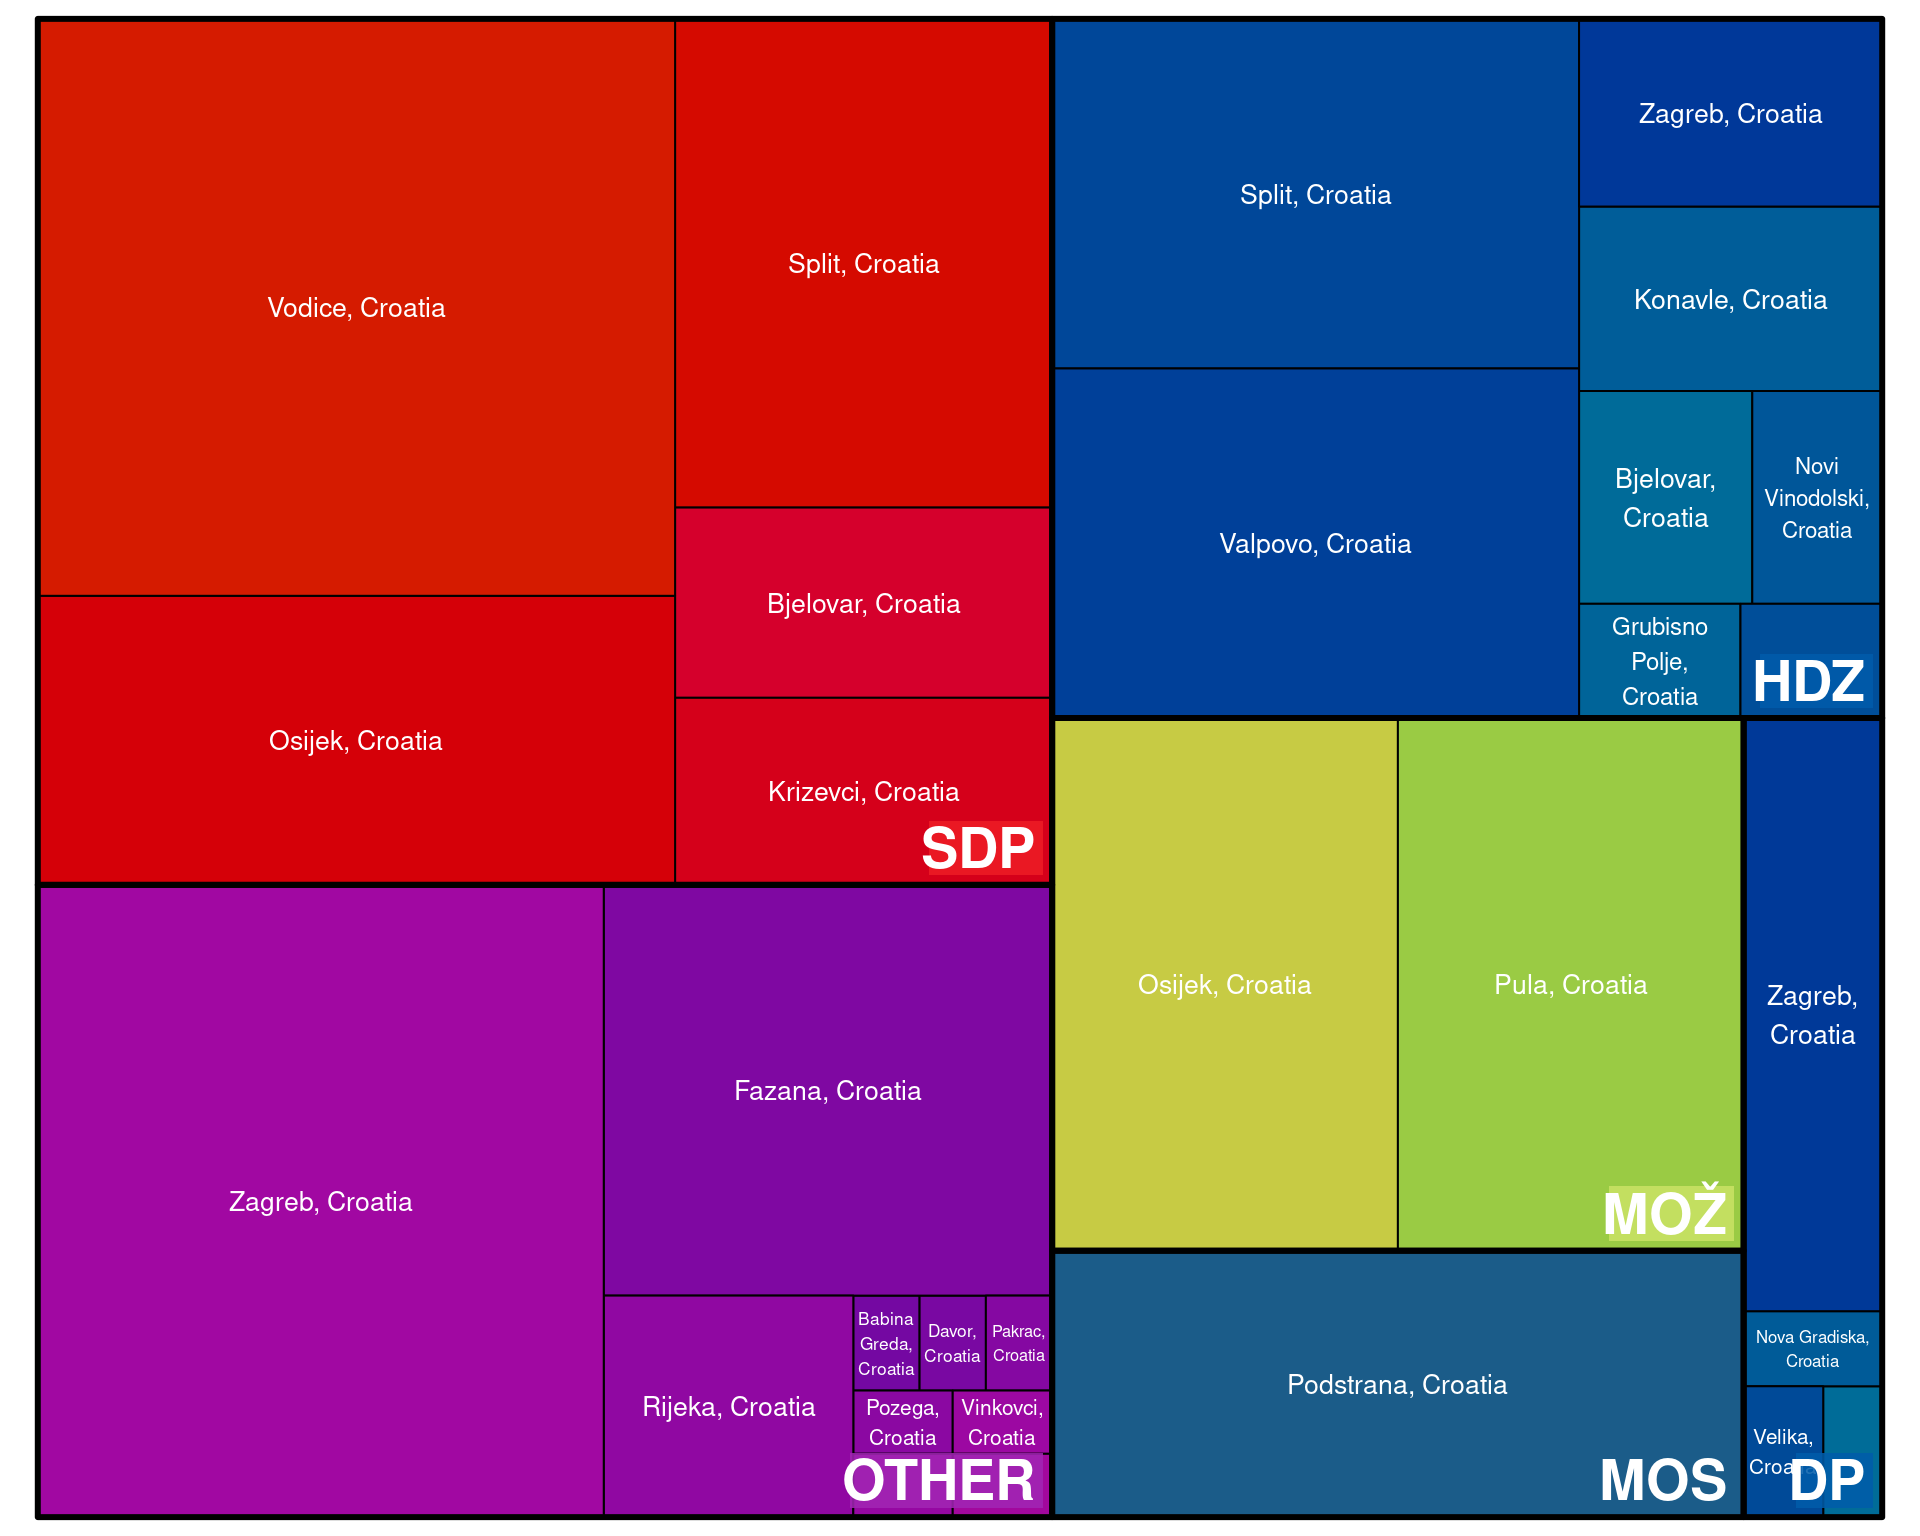 Vodice, Croatia
Split, Croatia
Bjelovar, Croatia
Osijek, Croatia
Krizevci, Croatia
SDP
Split, Croatia
Zagreb, Croatia
Konavle, Croatia
Valpovo, Croatia
Bjelovar,
Croatia
Novi
Vinodolski,
Croatia
Grubisno
Polje,
Croatia
HDZ
Zagreb, Croatia
Fazana, Croatia
Rijeka, Croatia
Babina
Greda,
Croatia
Davor,
Croatia
Pakrac,
Croatia
Pozega,
Croatia
Vinkovci,
Croatia
OTHER
Osijek, Croatia
Pula, Croatia
MOŽ
Podstrana, Croatia
MOS
Zagreb,
Croatia
Nova Gradiska,
Croatia
Velika,
DP